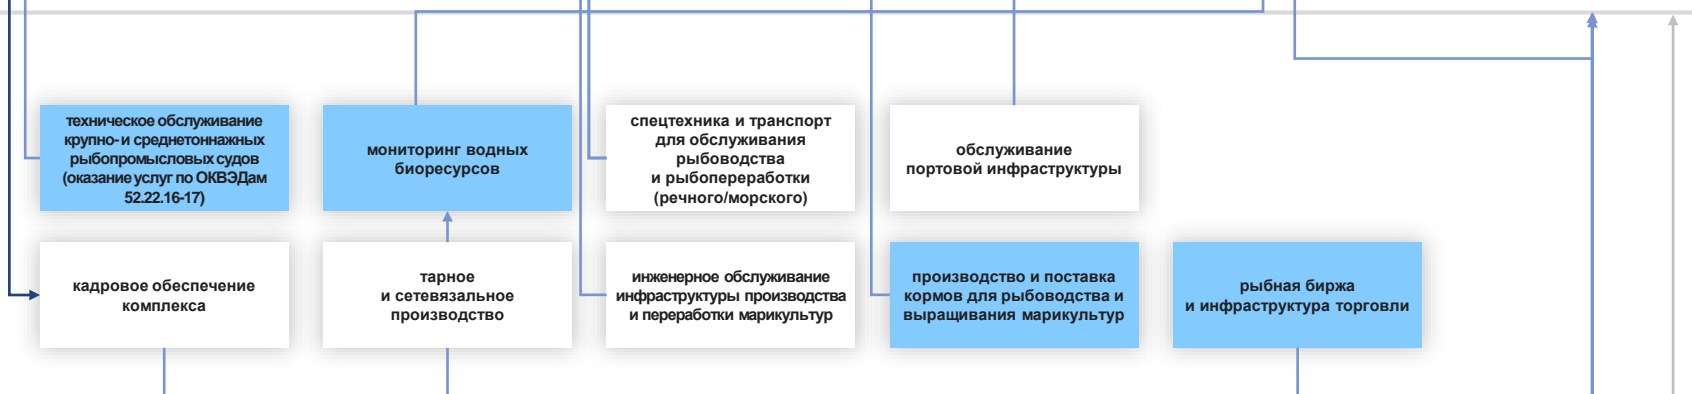 техническое обслуживание
крупно- и среднетоннажных
рыбопромысловых судов
(оказание услуг по ОКВЭДам
52.22.16-17)
мониторинг водных
биоресурсов
спецтехника и транспорт
для обслуживания
рыбоводства
и рыбопереработки
(речного/морского)
обслуживание
портовой инфраструктуры
кадровое обеспечение
комплекса
тарное
и сетевязальное
производство
инженерное обслуживание
инфраструктуры производства
и переработки марикультур
производство и поставка
кормов для рыбоводства и
выращивания марикультур
рыбная биржа
и инфраструктура торговли